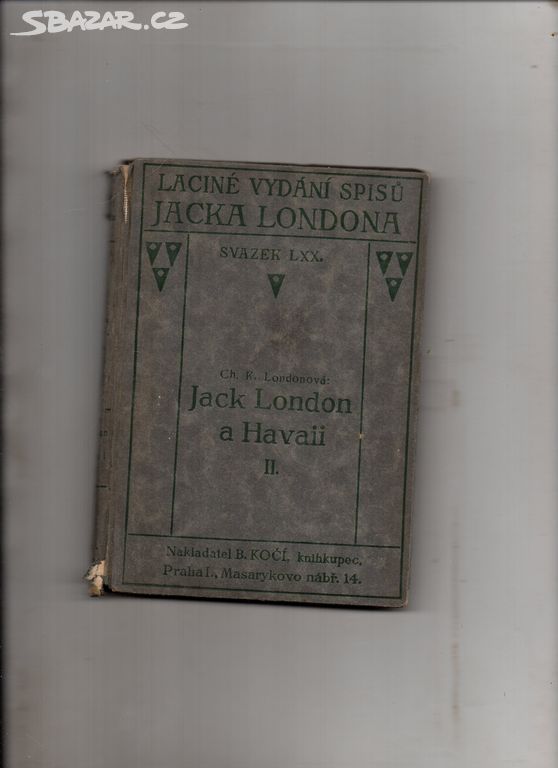 SBAZAR.CZ
LACINÉ VYDÁNÍ SPISŮ
JACKA LONDONA
SVAZEK LXX.
Ch. K. Londonová:
Jack London
a Havaii
II.
Nakladatel B. KOČÍ, knihkupec,
Praha I., Masarykovo nábř. 14.